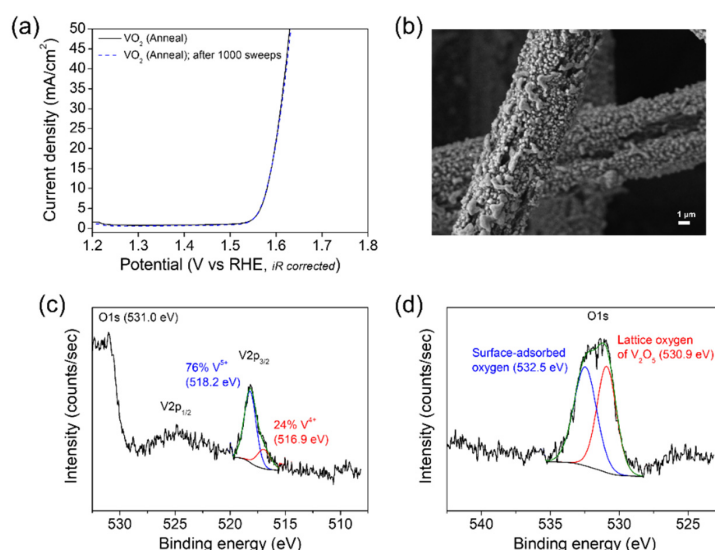 (a)
50
45
40
35
30
25
20
15
10
5
0
Current density (mA/cm²)
VO₂ (Anneal)
VO₂ (Anneal); after 1000 sweeps
1.2 1.3 1.4 1.5 1.6 1.7 1.8
Potential (V vs RHE, iR corrected)
(b)
1 µm
(c)
Intensity (counts/sec)
O1s (531.0 eV)
V2p₁/₂
V2p₃/₂
76% V⁵⁺
(518.2 eV)
24% V⁴⁺
(516.9 eV)
530 525 520 515 510
Binding energy (eV)
(d)
Intensity (counts/sec)
O1s
Surface-adsorbed
oxygen (532.5 eV)
Lattice oxygen
of V₂O₅ (530.9 eV)
540 535 530 525
Binding energy (eV)